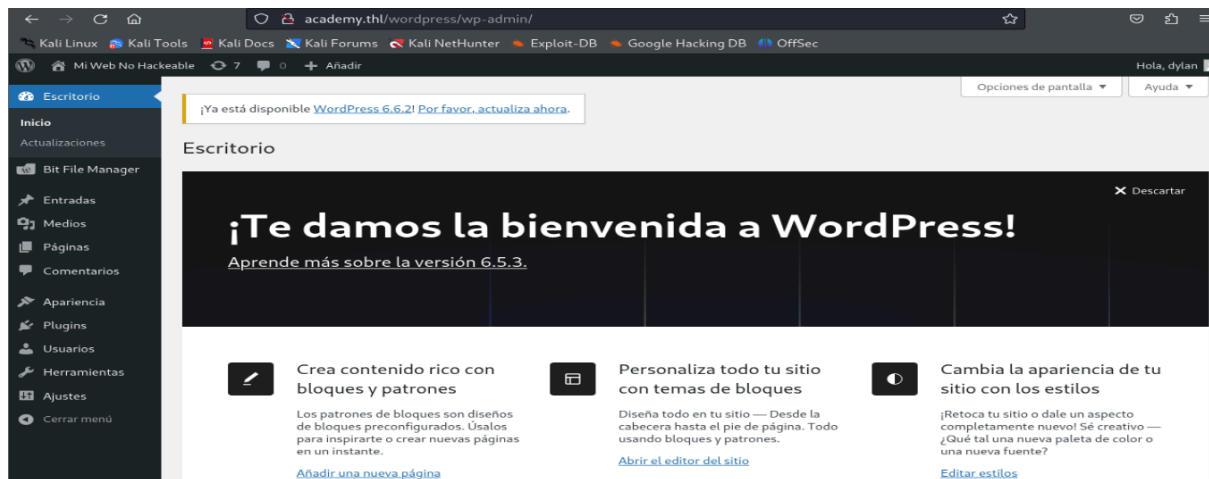 academy.thl/wordpress/wp-admin/
Kali Linux Kali Tools Kali Docs Kali Forums Kali NetHunter Exploit-DB Google Hacking DB OffSec
Mi Web No Hackeable 7 0 + Añadir Hola, dylan
Escritorio
Inicio
Actualizaciones
Bit File Manager
Entradas
Medios
Páginas
Comentarios
Apariencia
Plugins
Usuarios
Herramientas
Ajustes
Cerrar menú
Opciones de pantalla Ayuda
¡Ya está disponible WordPress 6.6.2! Por favor, actualiza ahora.
Escritorio
Descartar
¡Te damos la bienvenida a WordPress!
Aprende más sobre la versión 6.5.3.
Crea contenido rico con
bloques y patrones
Los patrones de bloques son diseños
de bloques preconfigurados. Úsalos
para inspirarte o crear nuevas páginas
en un instante.
Añadir una nueva página
Personaliza todo tu sitio
con temas de bloques
Diseña todo en tu sitio — Desde la
cabecera hasta el pie de página. Todo
usando bloques y patrones.
Abrir el editor del sitio
Cambia la apariencia de tu
sitio con los estilos
¡Retoca tu sitio o dale un aspecto
completamente nuevo! Sé creativo —
¿Qué tal una nueva paleta de color o
una nueva fuente?
Editar estilos